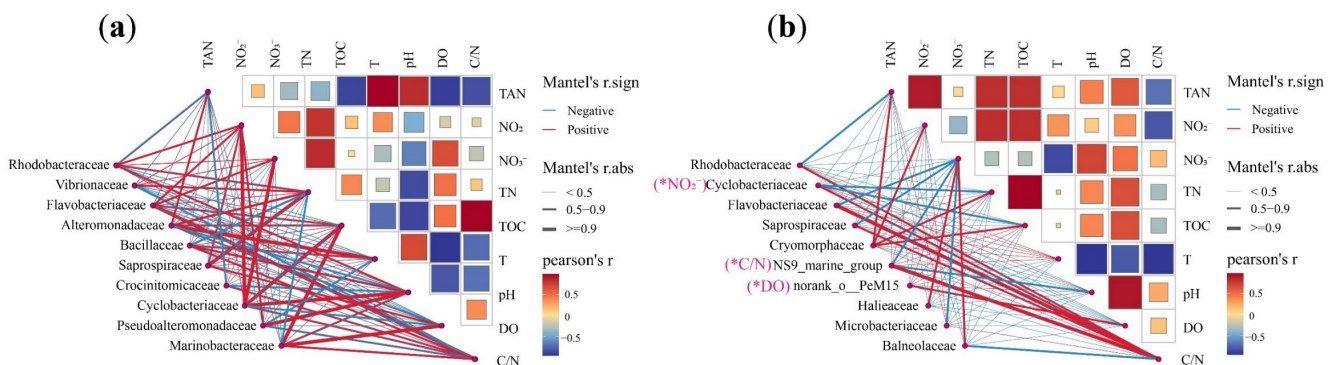 (a)
TAN
NO₂⁻
NO₃⁻
TN
TOC
T
pH
DO
C/N
TAN
NO₂
NO₃⁻
TN
TOC
T
pH
DO
C/N
Rhodobacteraceae
Vibrionaceae
Flavobacteriaceae
Alteromonadaceae
Bacillaceae
Saprospiraceae
Crocinitomicaceae
Cyclobacteriaceae
Pseudoalteromonadaceae
Marinobacteraceae
Mantel's r.sign
Negative
Positive
Mantel's r.abs
< 0.5
0.5−0.9
>=0.9
pearson's r
0.5
0.0
−0.5
(b)
TAN
NO₂⁻
NO₃⁻
TN
TOC
T
pH
DO
C/N
TAN
NO₂⁻
NO₃⁻
TN
TOC
T
pH
DO
C/N
Rhodobacteraceae
(*NO₂⁻) Cyclobacteriaceae
Flavobacteriaceae
Saprospiraceae
Cryomorphaceae
(*C/N) NS9_marine_group
(*DO) norank_o__PeM15
Halieaceae
Microbacteriaceae
Balneolaceae
Mantel's r.sign
Negative
Positive
Mantel's r.abs
< 0.5
0.5−0.9
>=0.9
pearson's r
0.5
0.0
−0.5